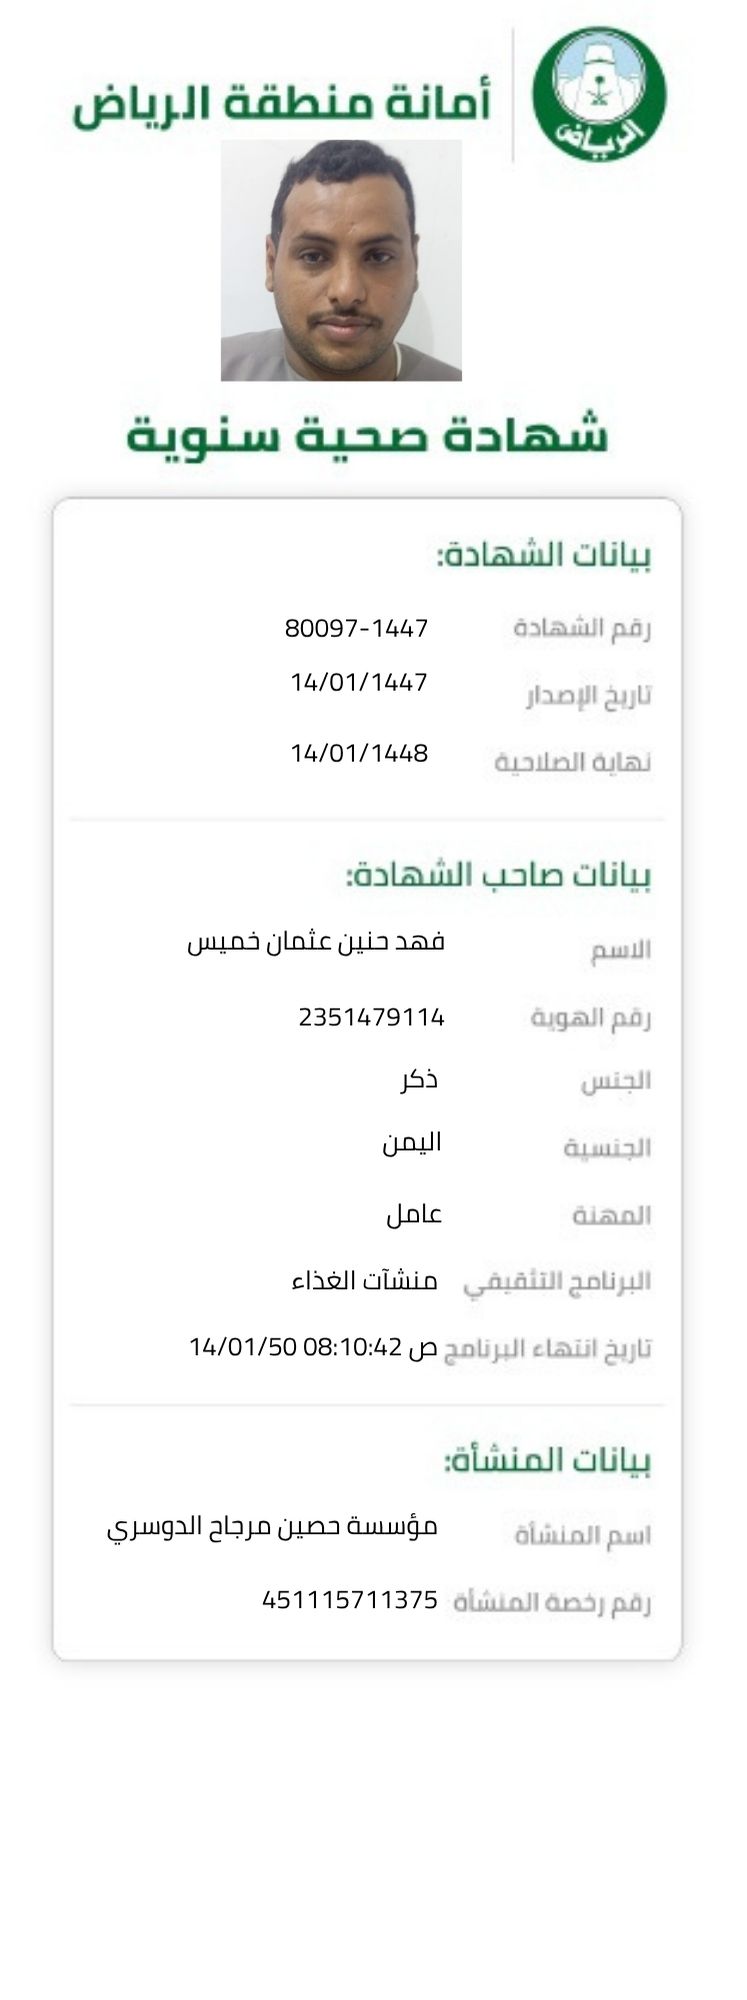 أمانة منطقة الرياض
الرياض
شهادة صحية سنوية
بيانات الشهادة:
رقم الشهادة 80097-1447
تاريخ الإصدار 14/01/1447
نهاية الصلاحية 14/01/1448
بيانات صاحب الشهادة:
الاسم فهد حنين عثمان خميس
رقم الهوية 2351479114
الجنس ذكر
الجنسية اليمن
المهنة عامل
البرنامج التثقيفي منشآت الغذاء
تاريخ انتهاء البرنامج 14/01/50 08:10:42 ص
بيانات المنشأة:
اسم المنشأة مؤسسة حصين مرجاح الدوسري
رقم رخصة المنشأة 451115711375